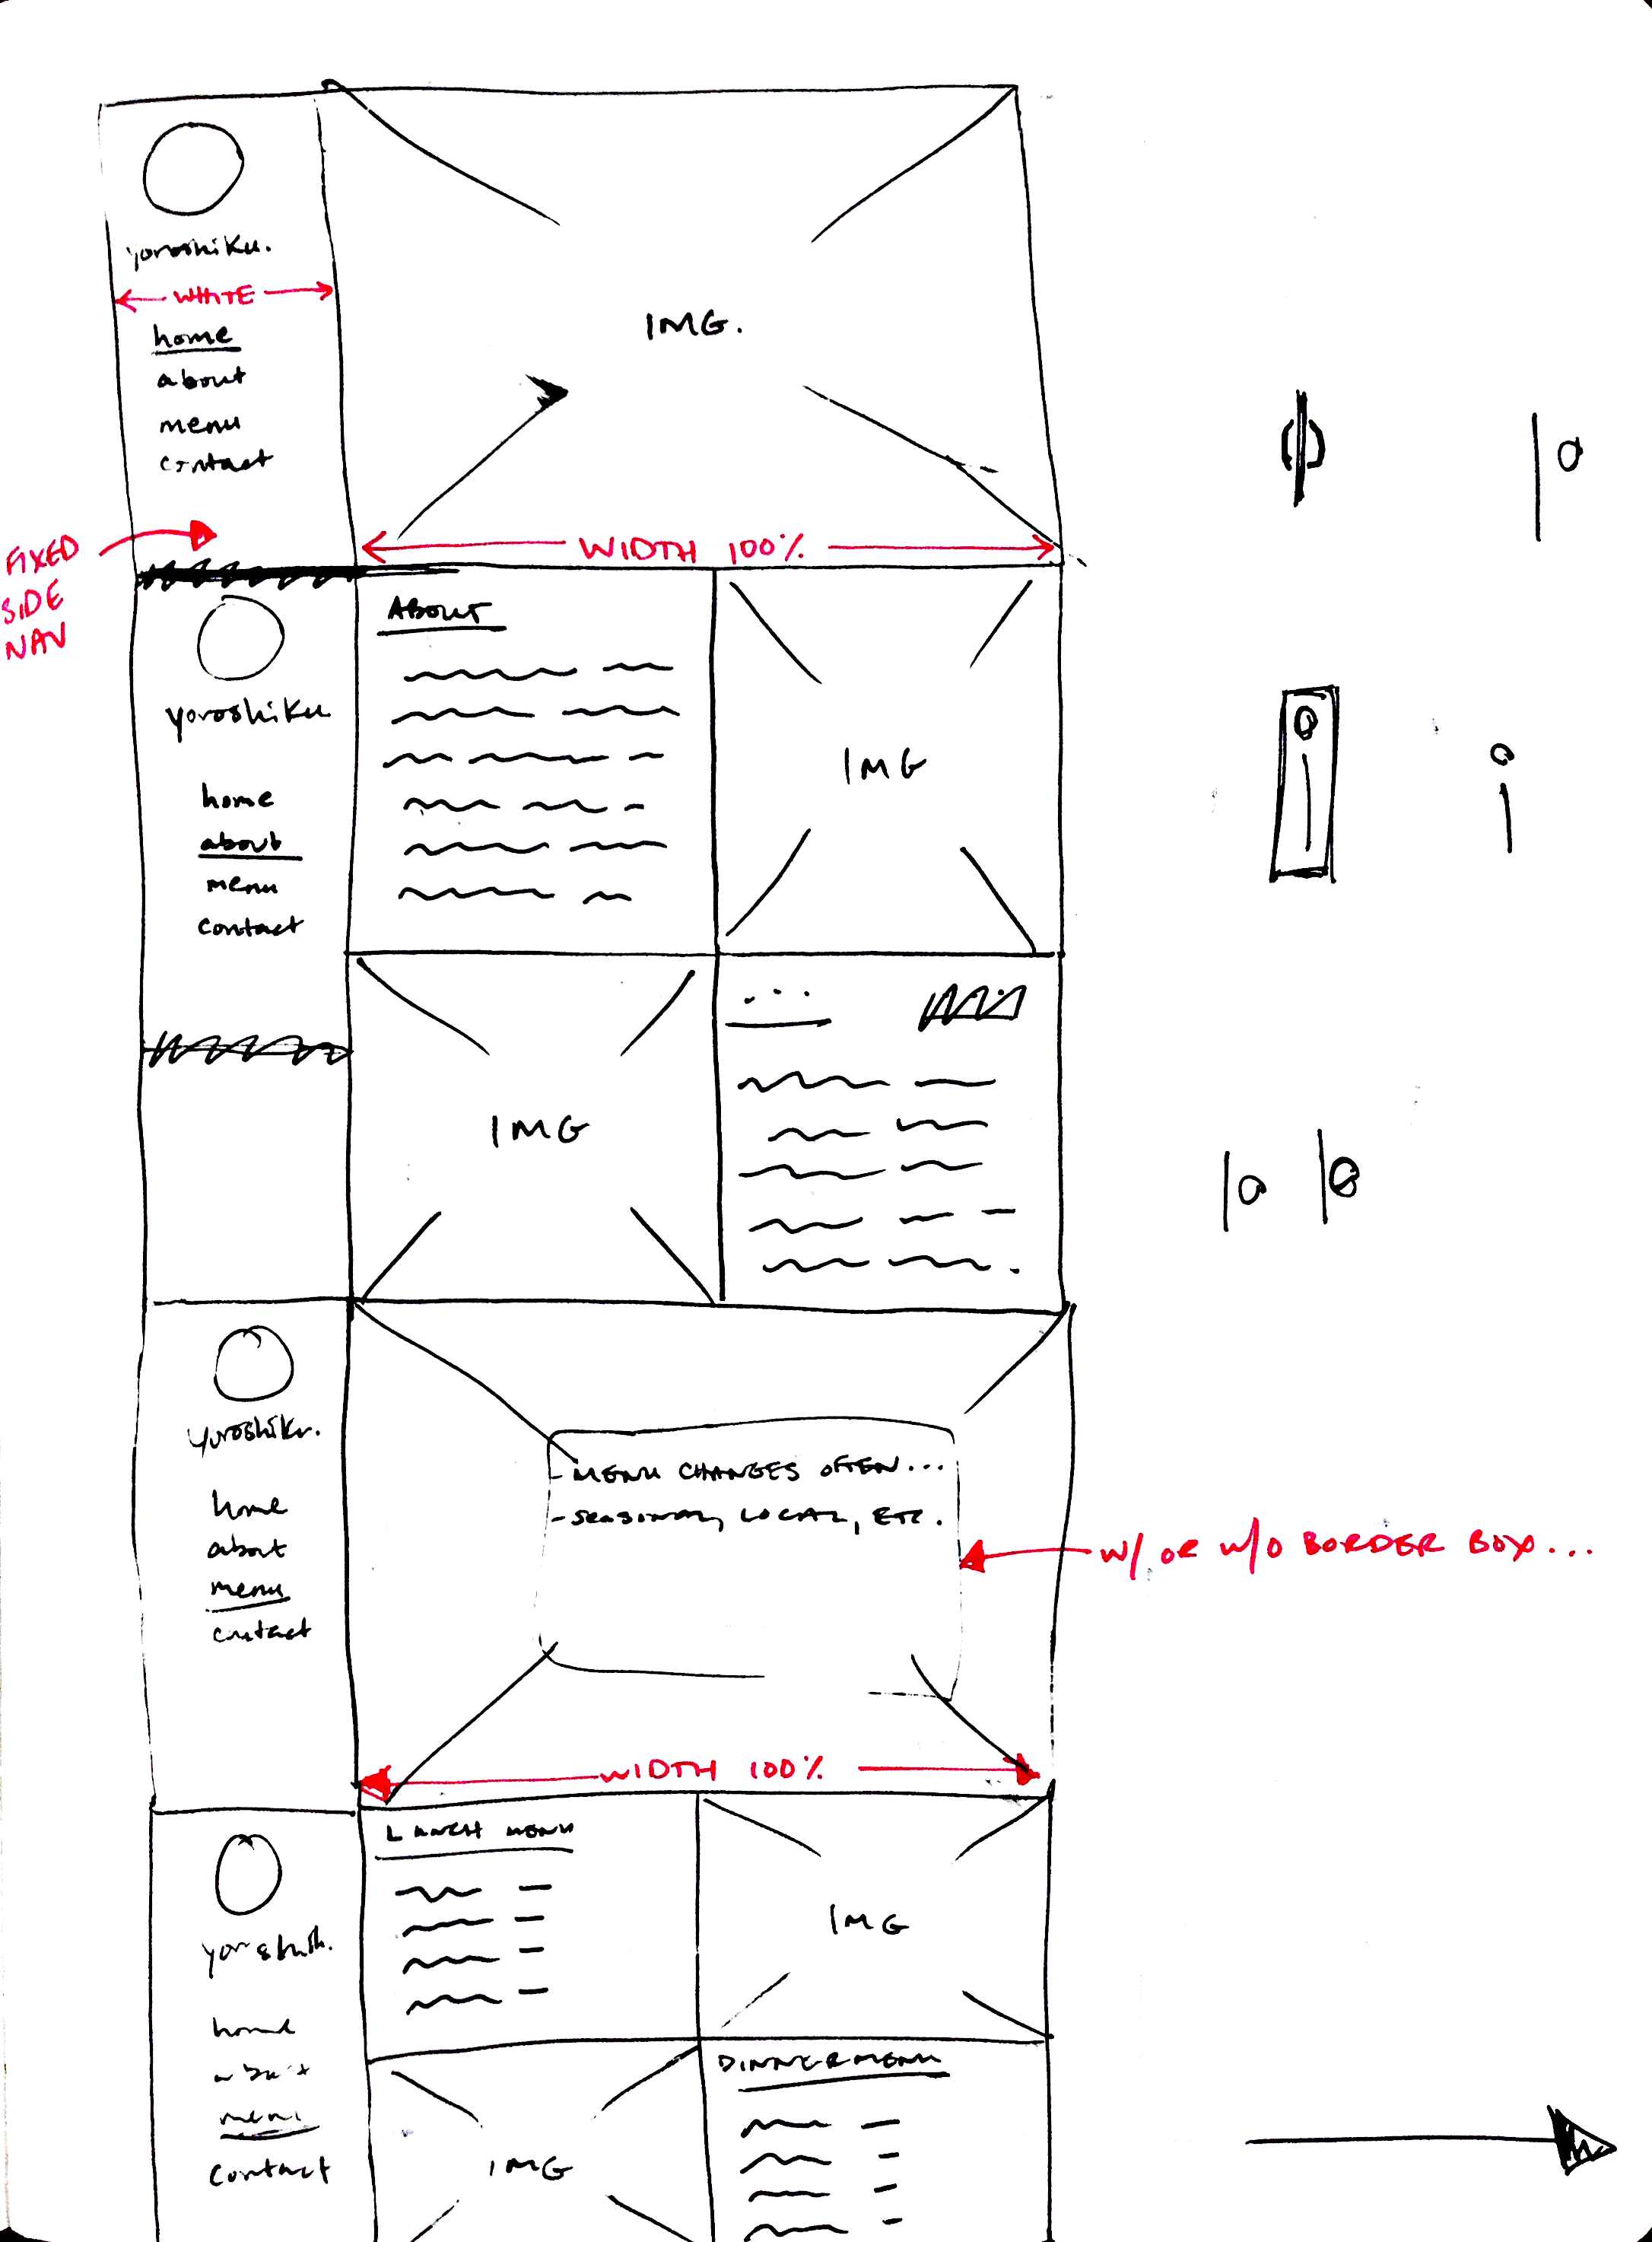 yoroshiku.
WHITE
home
about
menu
contact
IMG.
FIXED
SIDE
NAV
WIDTH 100%
yoroshiku
home
about
menu
contact
ABOUT
IMG
IMG
...
yoroshiku.
home
about
menu
contact
- MENU CHANGES OFTEN...
- SEASONAL, LOCAL, ETC.
W/ OR W/O BORDER BOX...
WIDTH 100%
home
about
menu
contact
LUNCH MENU
IMG
IMG
DINNER MENU